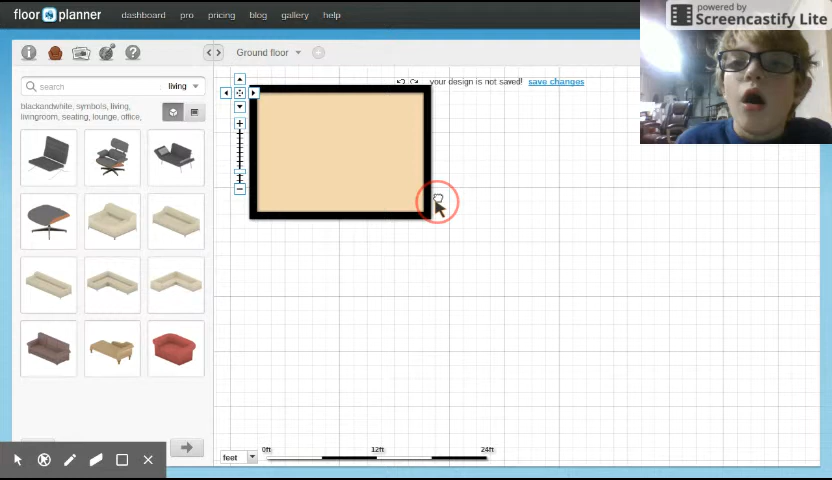 powered by
Screencastify Lite
floor planner
dashboard pro pricings blog gallery help
Ground floor
your design is not saved! save changes
search
living
blackandwhite, symbols, living,
livingroom, seating, lounge, office,
feet
0ft 12ft 24ft